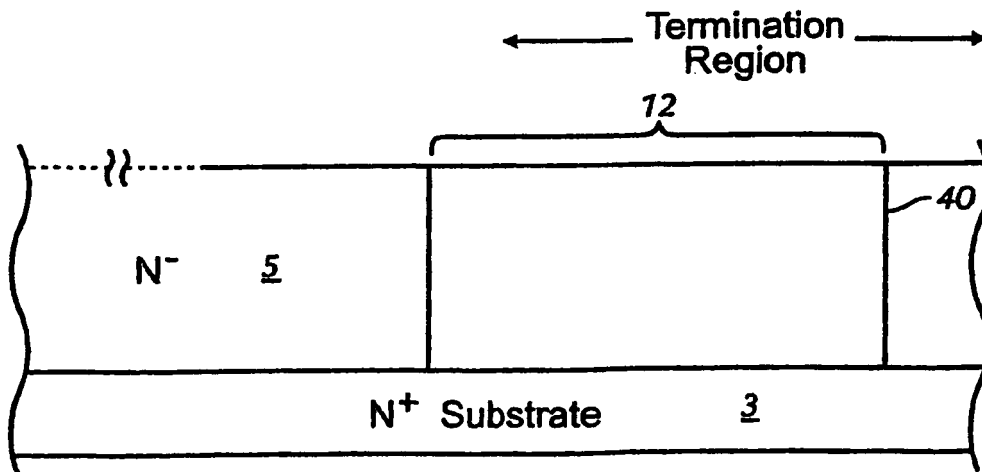 Termination
Region
12
40
N⁻ 5
N⁺ Substrate 3